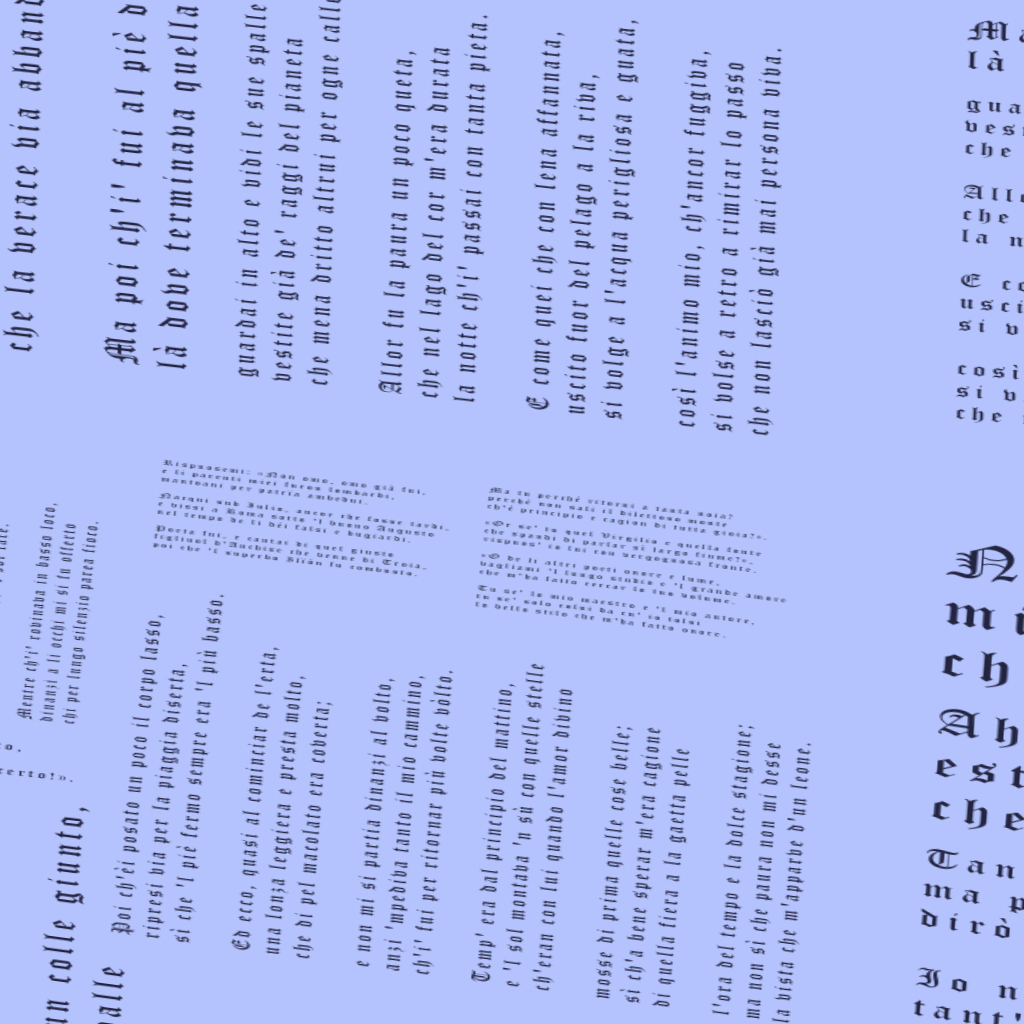 che la verace via abband
Ma poi ch'i' fui al piè d
là dove terminava quella
guardai in alto e vidi le sue spalle
vestite già de' raggi del pianeta
che mena dritto altrui per ogne calle
Allor fu la paura un poco queta,
che nel lago del cor m'era durata
la notte ch'i' passai con tanta pieta.
E come quei che con lena affannata,
uscito fuor del pelago a la riva,
si volge a l'acqua perigliosa e guata,
così l'animo mio, ch'ancor fuggiva,
si volse a retro a rimirar lo passo
che non lasciò già mai persona viva.
Ma
là
gua
vest
che
Allo
che
la m
E co
usci
si v
così
si v
che
Rispuosemi: «Non omo, omo già fui,
e li parenti miei furon lombardi,
mantoani per patria ambedui.
Nacqui sub Iulio, ancor che fosse tardi,
e vissi a Roma sotto 'l buono Augusto
nel tempo de li dèi falsi e bugiardi.
Poeta fui, e cantai di quel giusto
figliuol d'Anchise che venne di Troia,
poi che 'l superbo Ilión fu combusto.
Ma tu perché ritorni a tanta noia?
perché non sali il dilettoso monte
ch'è principio e cagion di tutta gioia?».
«Or se' tu quel Virgilio e quella fonte
che spandi di parlar sì largo fiume?»,
rispuos' io lui con vergognosa fronte.
«O de li altri poeti onore e lume,
vagliami 'l lungo studio e 'l grande amore
che m'ha fatto cercar lo tuo volume.
Tu se' lo mio maestro e 'l mio autore,
tu se' solo colui da cu' io tolsi
lo bello stilo che m'ha fatto onore.
Mentre ch'i' rovinava in basso loco,
dinanzi a li occhi mi si fu offerto
chi per lungo silenzio parea fioco.
certo!».
un colle giunto,
palle
Poi ch'èi posato un poco il corpo lasso,
ripresi via per la piaggia diserta,
sì che 'l piè fermo sempre era 'l più basso.
Ed ecco, quasi al cominciar de l'erta,
una lonza leggiera e presta molto,
che di pel macolato era coverta;
e non mi si partia dinanzi al volto,
anzi 'mpediva tanto il mio cammino,
ch'i' fui per ritornar più volte vòlto.
Temp' era dal principio del mattino,
e 'l sol montava 'n sù con quelle stelle
ch'eran con lui quando l'amor divino
mosse di prima quelle cose belle;
sì ch'a bene sperar m'era cagione
di quella fiera a la gaetta pelle
l'ora del tempo e la dolce stagione;
ma non sì che paura non mi desse
la vista che m'apparve d'un leone.
N
mi
ch
Ah
est
che
Tan
ma p
dirò
Io n
tant'